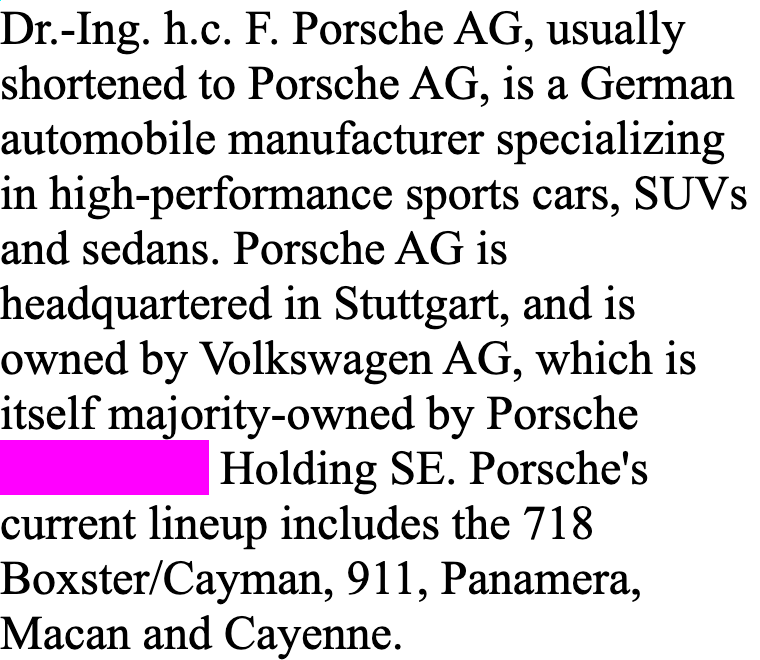 Dr.-Ing. h.c. F. Porsche AG, usually
shortened to Porsche AG, is a German
automobile manufacturer specializing
in high-performance sports cars, SUVs
and sedans. Porsche AG is
headquartered in Stuttgart, and is
owned by Volkswagen AG, which is
itself majority-owned by Porsche
Holding SE. Porsche's
current lineup includes the 718
Boxster/Cayman, 911, Panamera,
Macan and Cayenne.